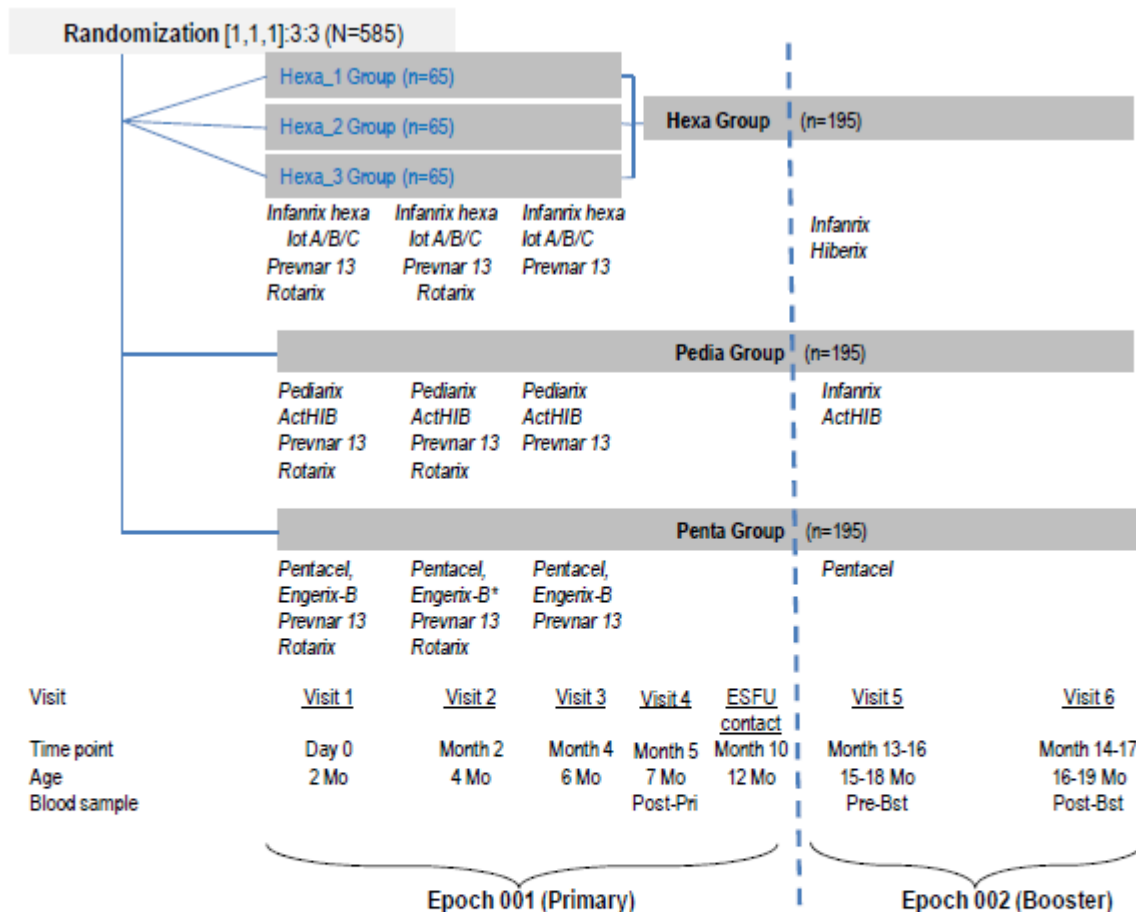 Randomization [1,1,1]:3:3 (N=585)
Hexa_1 Group (n=65)
Hexa_2 Group (n=65)
Hexa_3 Group (n=65)
Hexa Group (n=195)
Infanrix hexa Infanrix hexa Infanrix hexa
lot A/B/C lot A/B/C lot A/B/C
Prevnar 13 Prevnar 13 Prevnar 13
Rotarix Rotarix
Infanrix
Hiberix
Pedia Group (n=195)
Pediarix Pediarix Pediarix Infanrix
ActHIB ActHIB ActHIB ActHIB
Prevnar 13 Prevnar 13 Prevnar 13
Rotarix Rotarix
Penta Group (n=195)
Pentacel, Pentacel, Pentacel, Pentacel
Engerix-B Engerix-B* Engerix-B
Prevnar 13 Prevnar 13 Prevnar 13
Rotarix Rotarix
Visit Visit 1 Visit 2 Visit 3 Visit 4 ESFU contact Visit 5 Visit 6
Time point Day 0 Month 2 Month 4 Month 5 Month 10 Month 13-16 Month 14-17
Age 2 Mo 4 Mo 6 Mo 7 Mo 12 Mo 15-18 Mo 16-19 Mo
Blood sample Post-Pri Pre-Bst Post-Bst
Epoch 001 (Primary) Epoch 002 (Booster)